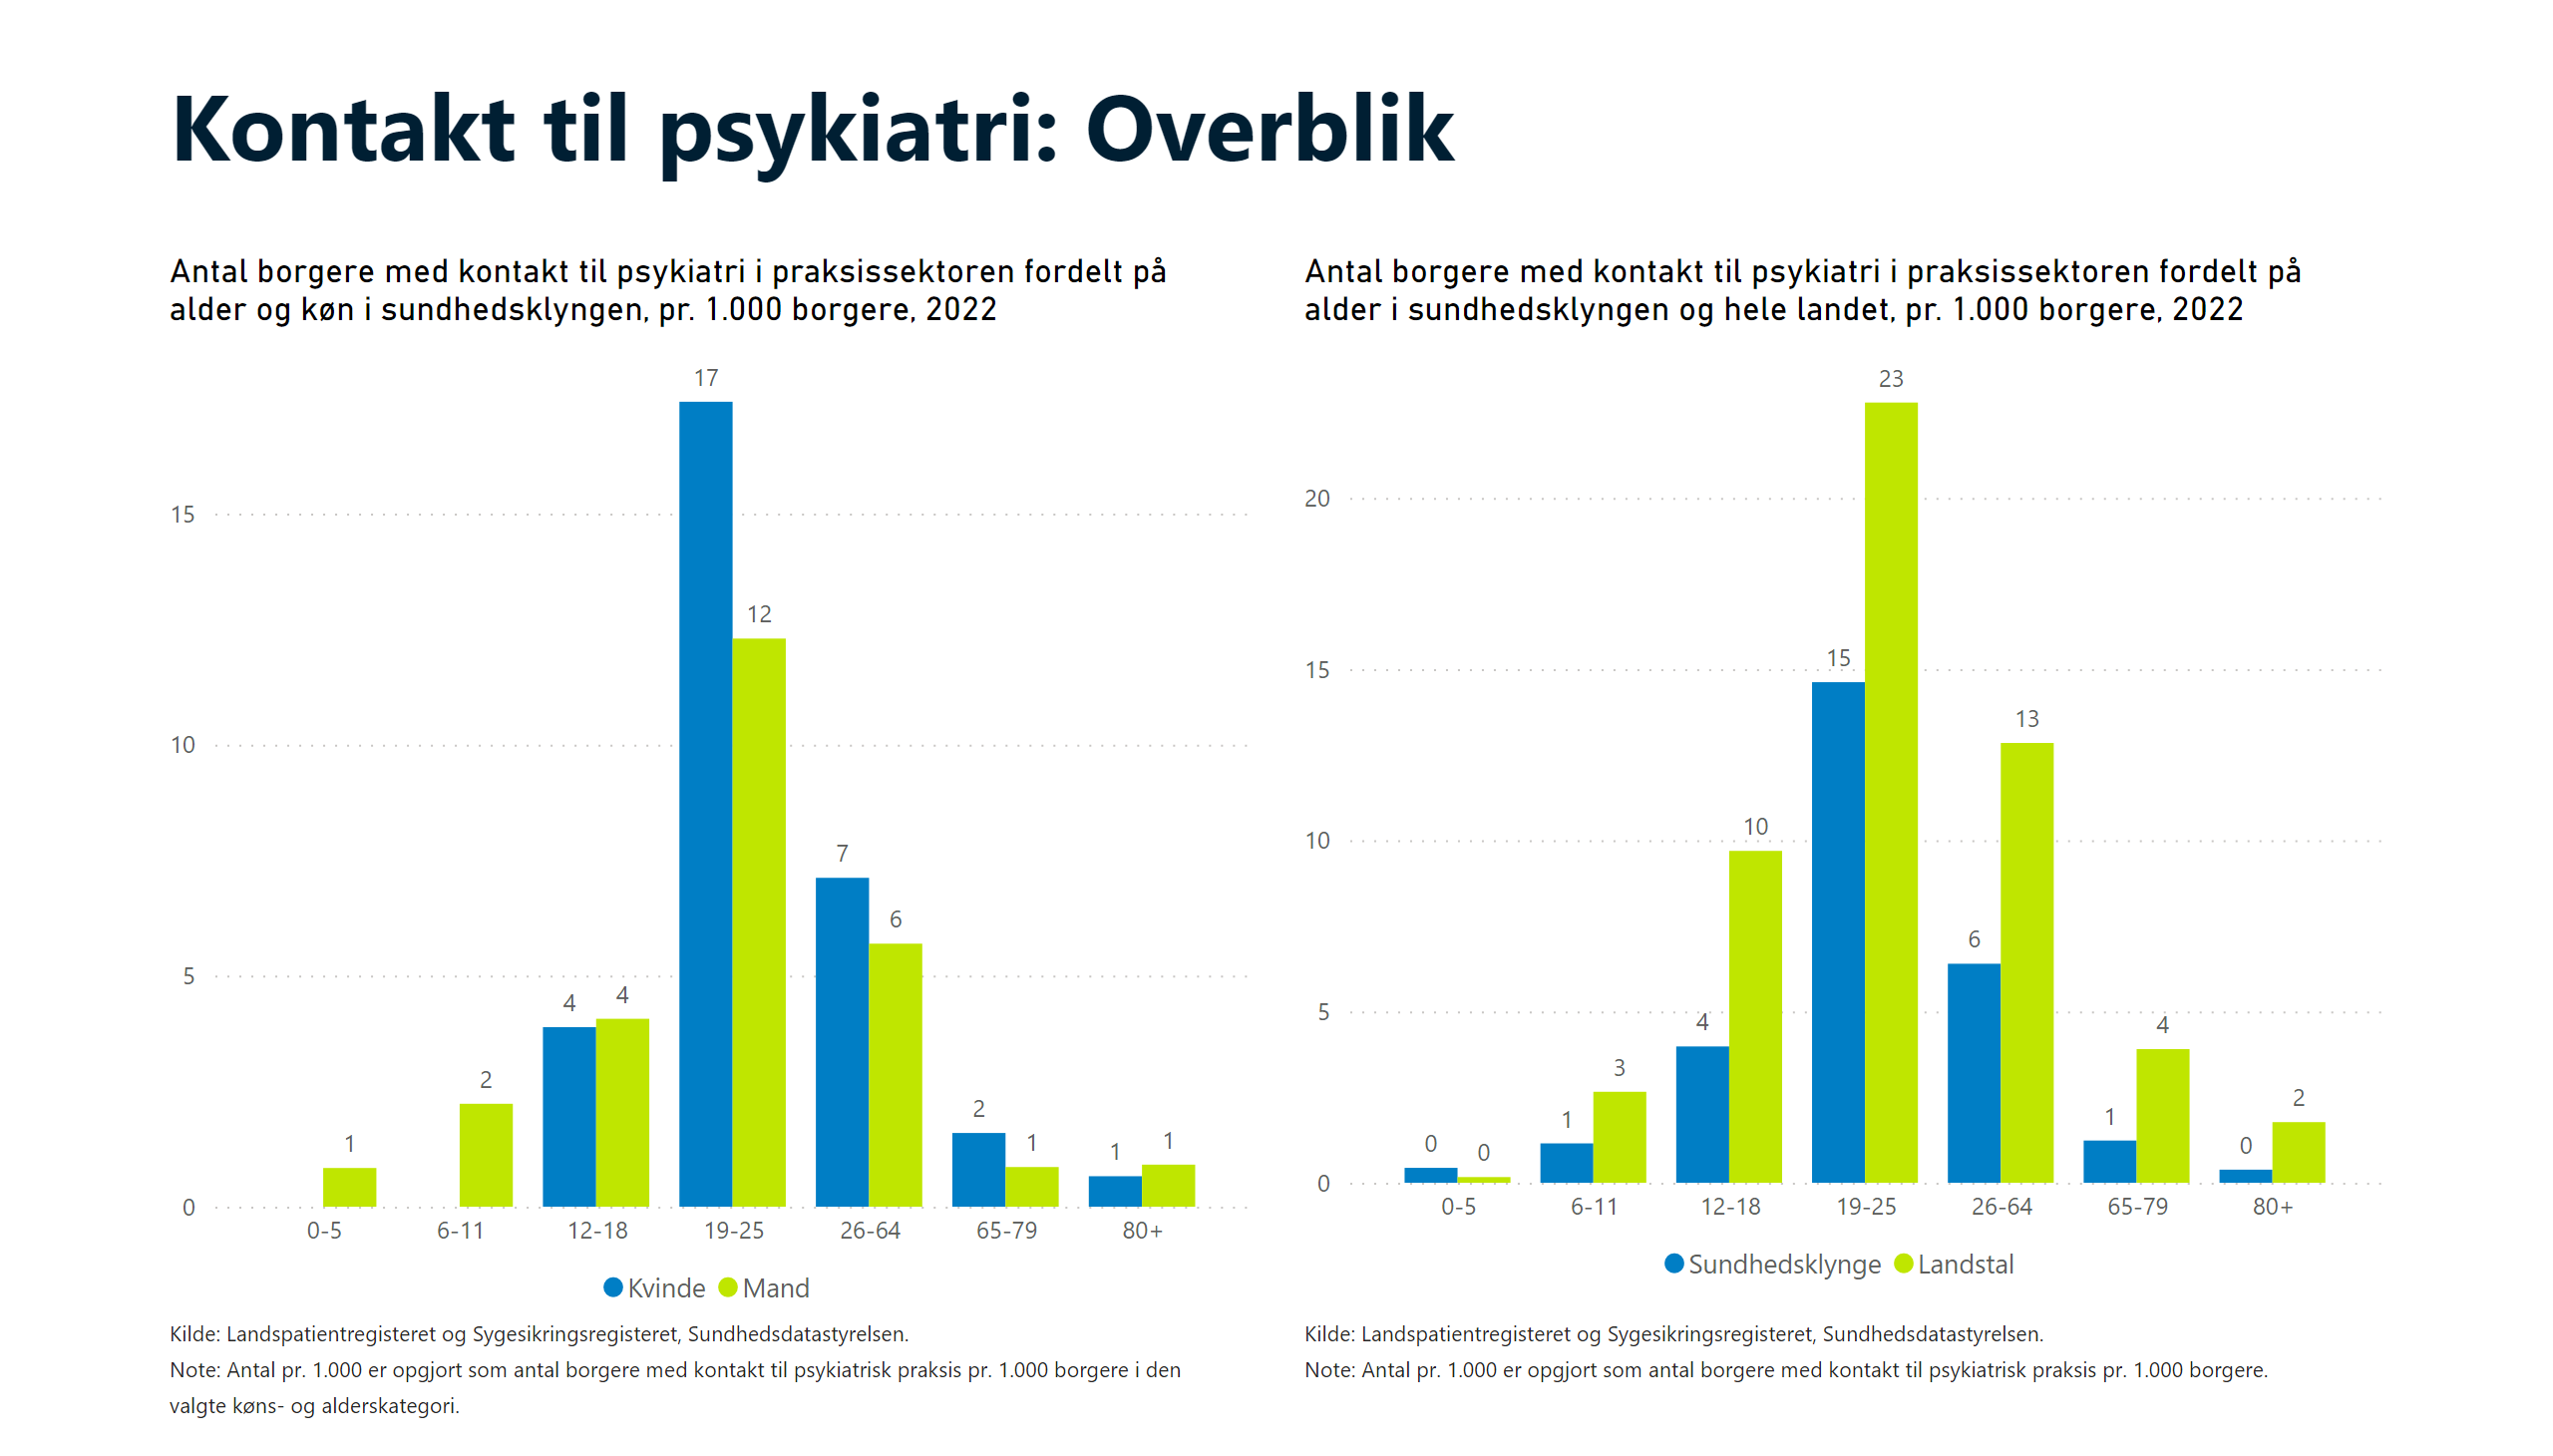 Kontakt til psykiatri: Overblik
Antal borgere med kontakt til psykiatri i praksissektoren fordelt på
alder og køn i sundhedsklyngen, pr. 1.000 borgere, 2022
17
15
12
10
7
6
5
4 4
2
2
1
1
1 1
0
0-5 6-11 12-18 19-25 26-64 65-79 80+
Kvinde Mand
Kilde: Landspatientregisteret og Sygesikringsregisteret, Sundhedsdatastyrelsen.
Note: Antal pr. 1.000 er opgjort som antal borgere med kontakt til psykiatrisk praksis pr. 1.000 borgere i den
valgte køns- og alderskategori.
Antal borgere med kontakt til psykiatri i praksissektoren fordelt på
alder i sundhedsklyngen og hele landet, pr. 1.000 borgere, 2022
23
20
15
15
13
10
10
6
5
4 4
3
2
1 1
0 0 0
0
0-5 6-11 12-18 19-25 26-64 65-79 80+
Sundhedsklynge Landstal
Kilde: Landspatientregisteret og Sygesikringsregisteret, Sundhedsdatastyrelsen.
Note: Antal pr. 1.000 er opgjort som antal borgere med kontakt til psykiatrisk praksis pr. 1.000 borgere.